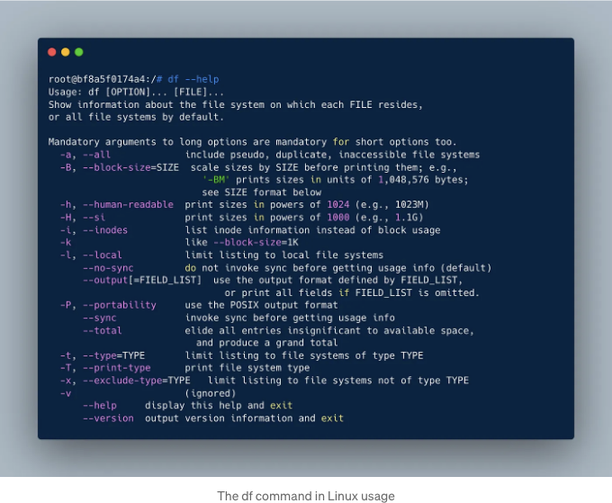 root@bf8a5f0174a4:/# df --help
Usage: df [OPTION]... [FILE]...
Show information about the file system on which each FILE resides,
or all file systems by default.
Mandatory arguments to long options are mandatory for short options too.
-a, --all include pseudo, duplicate, inaccessible file systems
-B, --block-size=SIZE scale sizes by SIZE before printing them; e.g.,
'-BM' prints sizes in units of 1,048,576 bytes;
see SIZE format below
-h, --human-readable print sizes in powers of 1024 (e.g., 1023M)
-H, --si print sizes in powers of 1000 (e.g., 1.1G)
-i, --inodes list inode information instead of block usage
-k like --block-size=1K
-l, --local limit listing to local file systems
--no-sync do not invoke sync before getting usage info (default)
--output[=FIELD_LIST] use the output format defined by FIELD_LIST,
or print all fields if FIELD_LIST is omitted.
-P, --portability use the POSIX output format
--sync invoke sync before getting usage info
--total elide all entries insignificant to available space,
and produce a grand total
-t, --type=TYPE limit listing to file systems of type TYPE
-T, --print-type print file system type
-x, --exclude-type=TYPE limit listing to file systems not of type TYPE
-v (ignored)
--help display this help and exit
--version output version information and exit
The df command in Linux usage